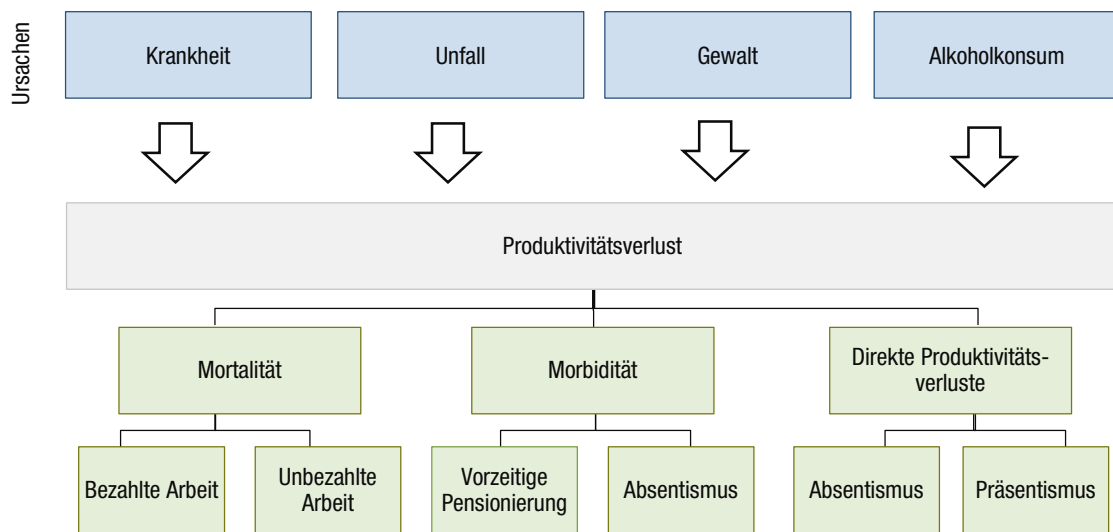 Ursachen
Krankheit
Unfall
Gewalt
Alkoholkonsum
Produktivitätsverlust
Mortalität
Morbidität
Direkte Produktivitäts-
verluste
Bezahlte Arbeit
Unbezahlte
Arbeit
Vorzeitige
Pensionierung
Absentismus
Absentismus
Präsentismus